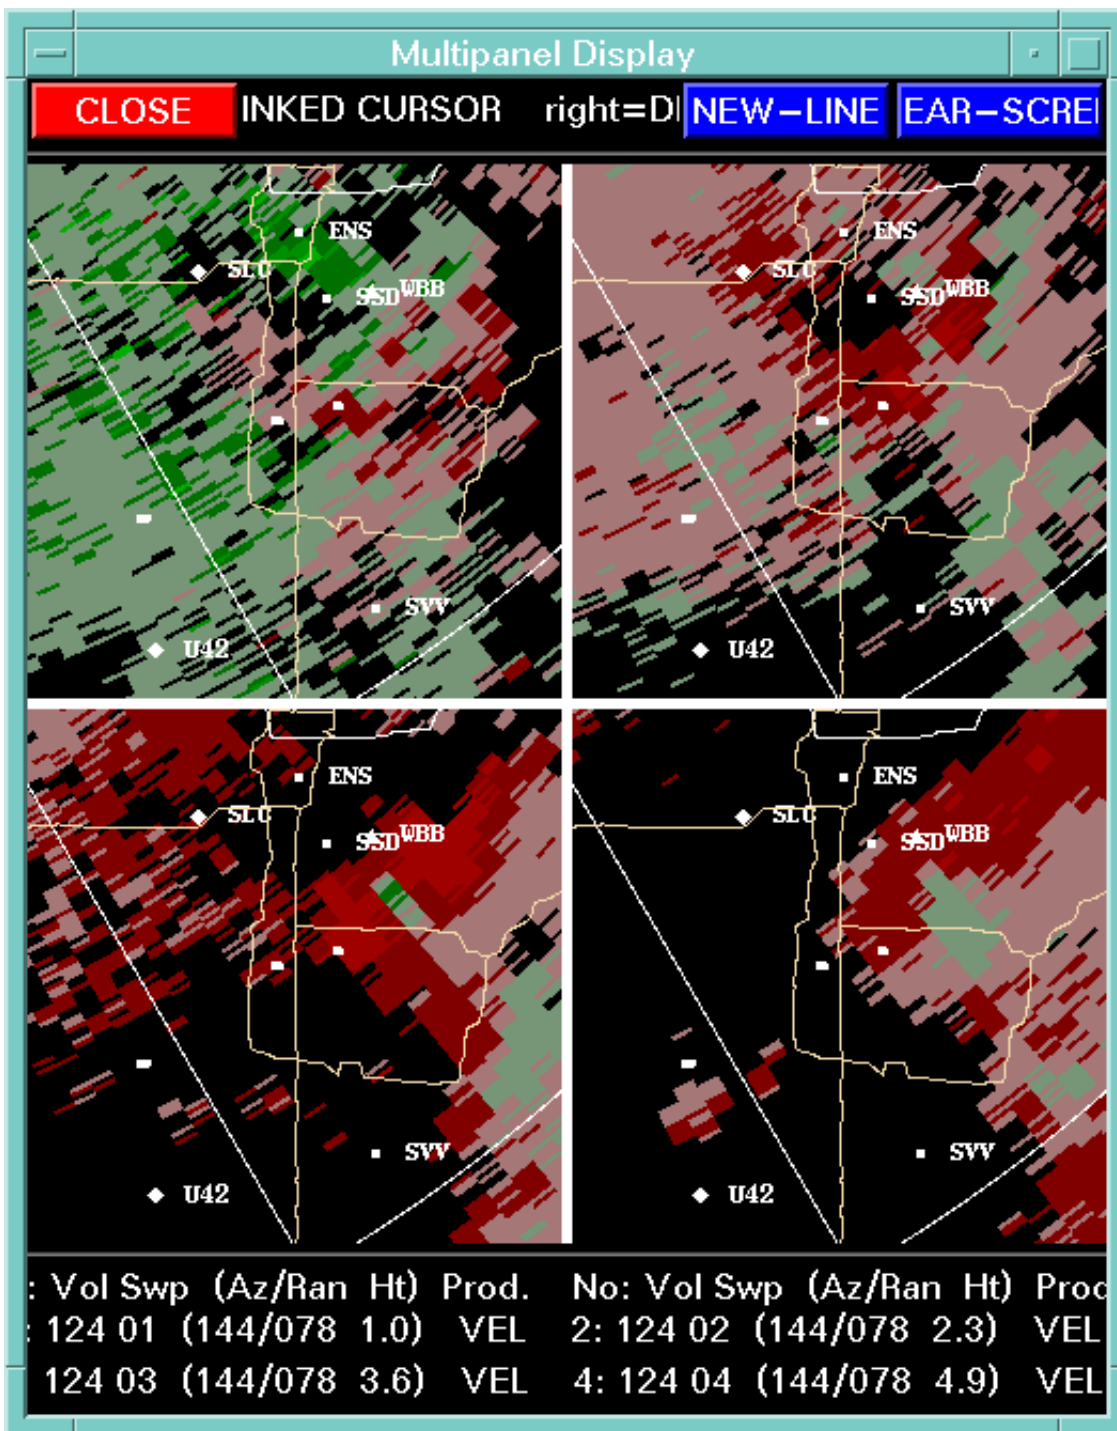 Multipanel Display
CLOSE INKED CURSOR right=DI NEW-LINE EAR-SCREI
ENS
SLC
SSD WBB
SVV
U42
ENS
SLC
SSD WBB
SVV
U42
ENS
SLC
SSD WBB
SVV
U42
ENS
SLC
SSD WBB
SVV
U42
: Vol Swp (Az/Ran Ht) Prod. No: Vol Swp (Az/Ran Ht) Prod
: 124 01 (144/078 1.0) VEL 2: 124 02 (144/078 2.3) VEL
124 03 (144/078 3.6) VEL 4: 124 04 (144/078 4.9) VEL